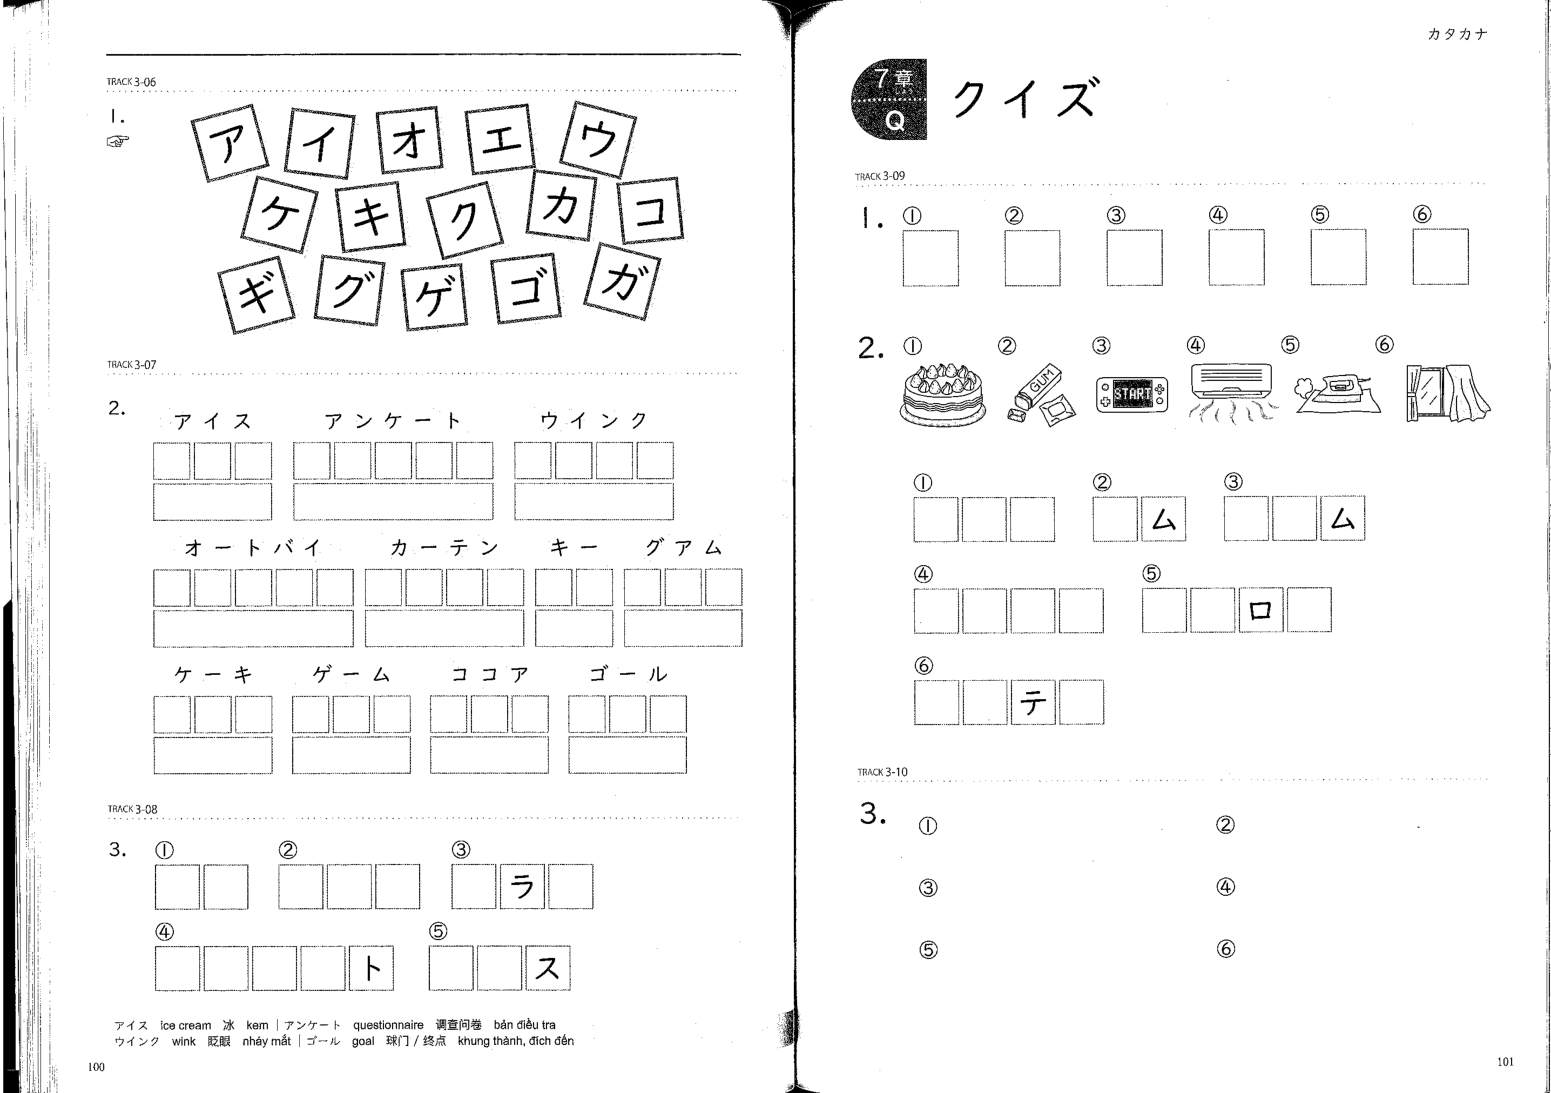 TRACK 3-06
1.
ア イ オ エ ウ
ケ キ ク カ コ
ギ グ ゲ ゴ ガ
TRACK 3-07
2.
アイス アンケート ウインク
オートバイ カーテン キー グアム
ケーキ ゲーム ココア ゴール
TRACK 3-08
3.
① ② ③
ラ
④ ⑤
ト ス
アイス ice cream 冰 kem | アンケート questionnaire 调查问卷 bản điều tra
ウインク wink 眨眼 nháy mắt | ゴール goal 球门 / 终点 khung thành, đích đến
100
カタカナ
7章
Q
クイズ
TRACK 3-09
1. ① ② ③ ④ ⑤ ⑥
2. ① ② ③ ④ ⑤ ⑥
GUM
START
① ② ③
ム ム
④ ⑤
ロ
⑥
テ
TRACK 3-10
3. ① ②
③ ④
⑤ ⑥
101